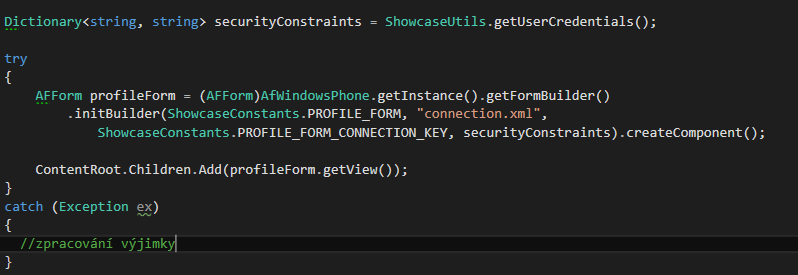 Dictionary<string, string> securityConstraints = ShowcaseUtils.getUserCredentials();
try
{
AFForm profileForm = (AFForm)AfWindowsPhone.getInstance().getFormBuilder()
.initBuilder(ShowcaseConstants.PROFILE_FORM, "connection.xml",
ShowcaseConstants.PROFILE_FORM_CONNECTION_KEY, securityConstraints).createComponent();
ContentRoot.Children.Add(profileForm.getView());
}
catch (Exception ex)
{
//zpracování výjimky
}